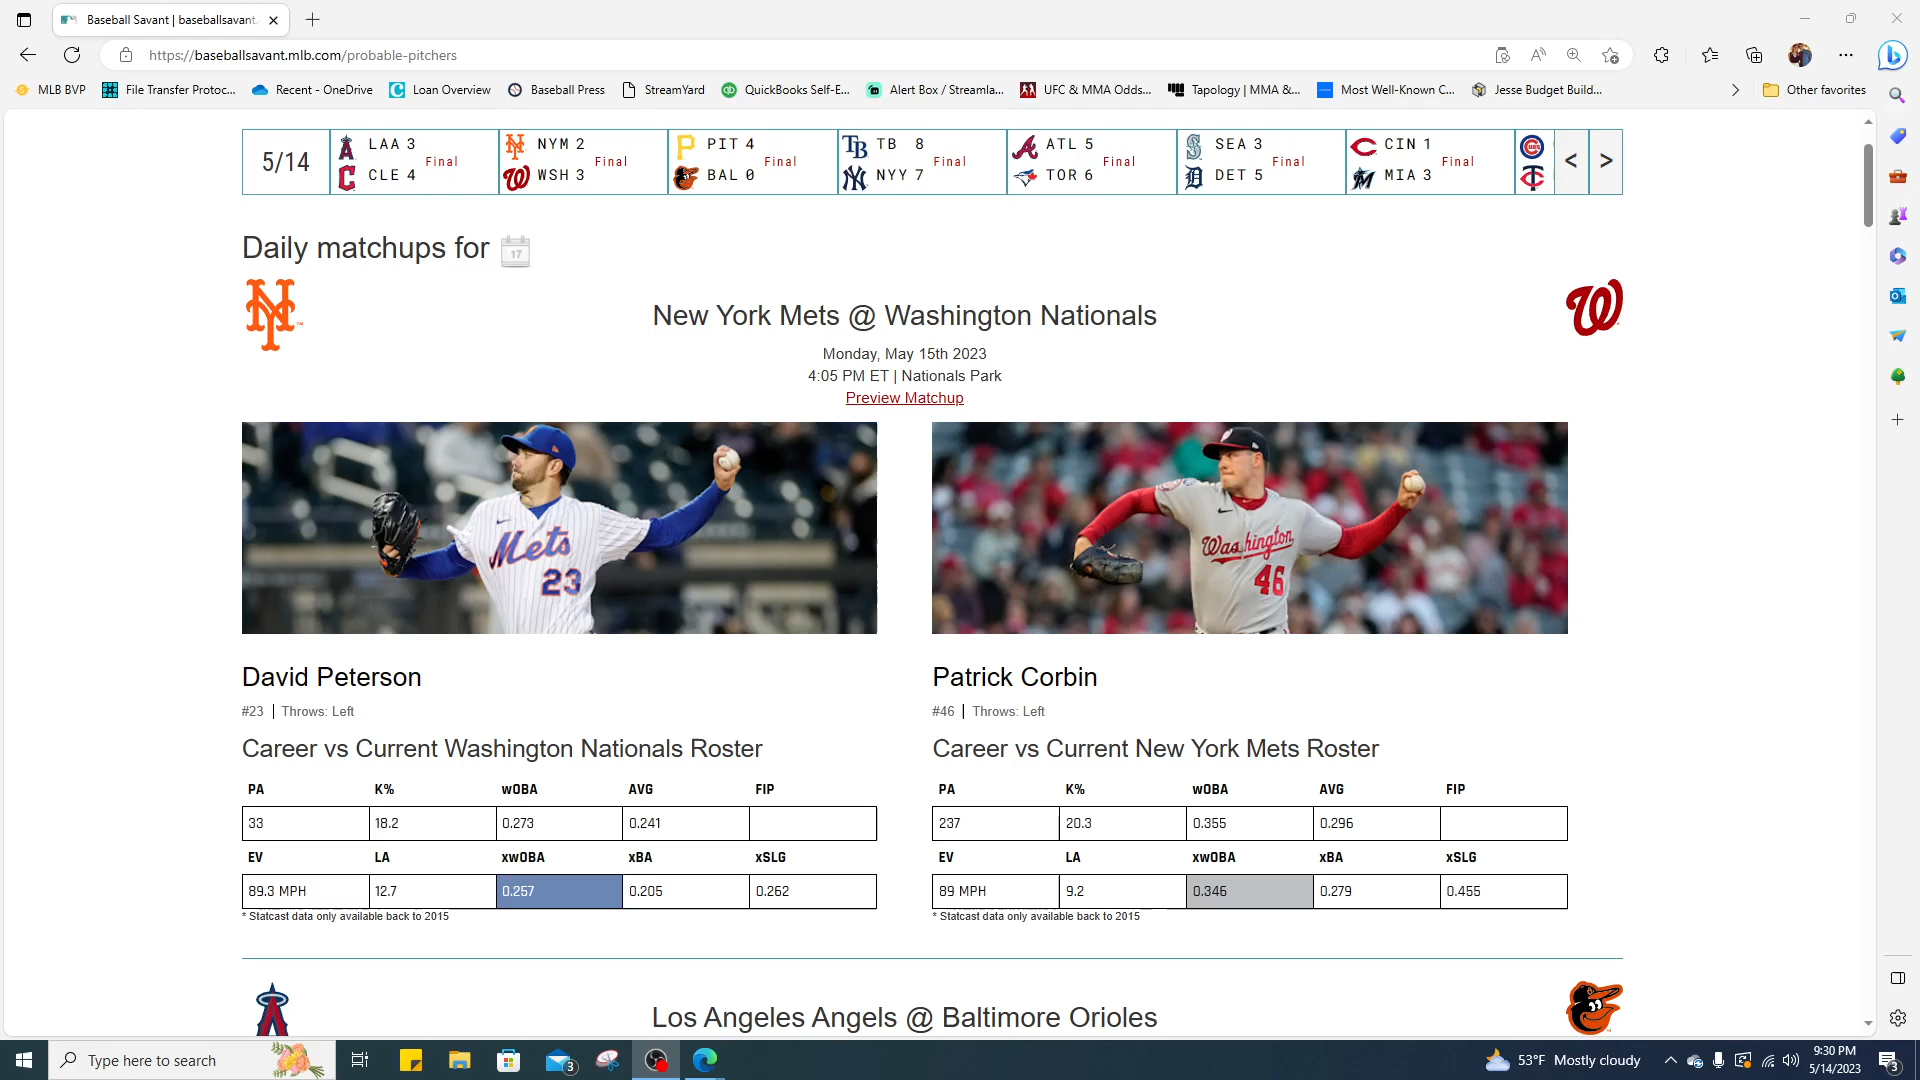 Baseball Savant | baseballsavant.
https://baseballsavant.mlb.com/probable-pitchers
MLB BVP
File Transfer Protoc...
Recent - OneDrive
Loan Overview
Baseball Press
StreamYard
QuickBooks Self-E...
Alert Box / Streamla...
UFC & MMA Odds...
Tapology | MMA &...
Most Well-Known C...
Jesse Budget Build...
Other favorites
5/14
LAA 3
CLE 4
Final
NYM 2
WSH 3
Final
PIT 4
BAL 0
Final
TB 8
NYY 7
Final
ATL 5
TOR 6
Final
SEA 3
DET 5
Final
CIN 1
MIA 3
Final
< >
Daily matchups for 17
New York Mets @ Washington Nationals
Monday, May 15th 2023
4:05 PM ET | Nationals Park
Preview Matchup
Mets
23
Washington
46
David Peterson
#23 | Throws: Left
Career vs Current Washington Nationals Roster
PA K% wOBA AVG FIP
33 18.2 0.273 0.241
EV LA xwOBA xBA xSLG
89.3 MPH 12.7 0.257 0.205 0.262
* Statcast data only available back to 2015
Patrick Corbin
#46 | Throws: Left
Career vs Current New York Mets Roster
PA K% wOBA AVG FIP
237 20.3 0.355 0.296
EV LA xwOBA xBA xSLG
89 MPH 9.2 0.346 0.279 0.455
* Statcast data only available back to 2015
Los Angeles Angels @ Baltimore Orioles
Type here to search
3
53°F Mostly cloudy
9:30 PM
5/14/2023
3